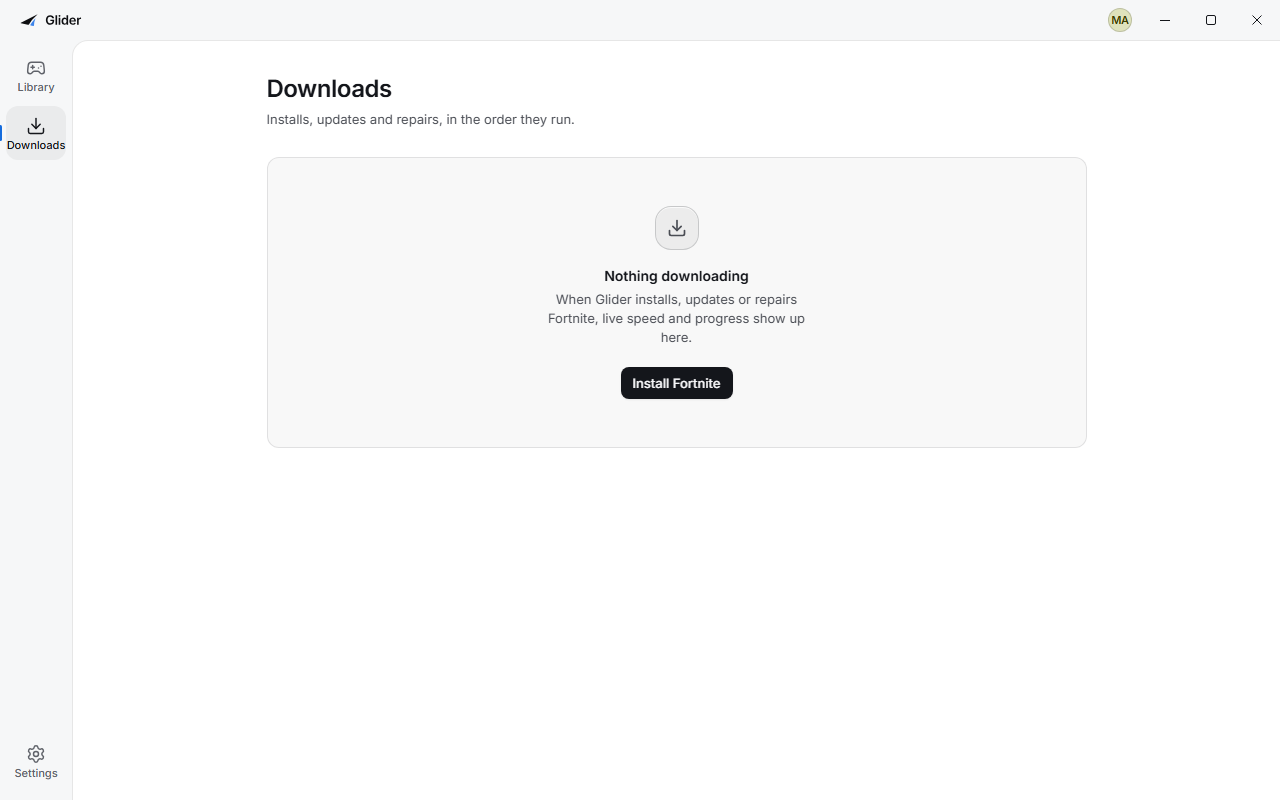 Glider
MA
Library
Downloads
Settings
Downloads
Installs, updates and repairs, in the order they run.
Nothing downloading
When Glider installs, updates or repairs
Fortnite, live speed and progress show up
here.
Install Fortnite